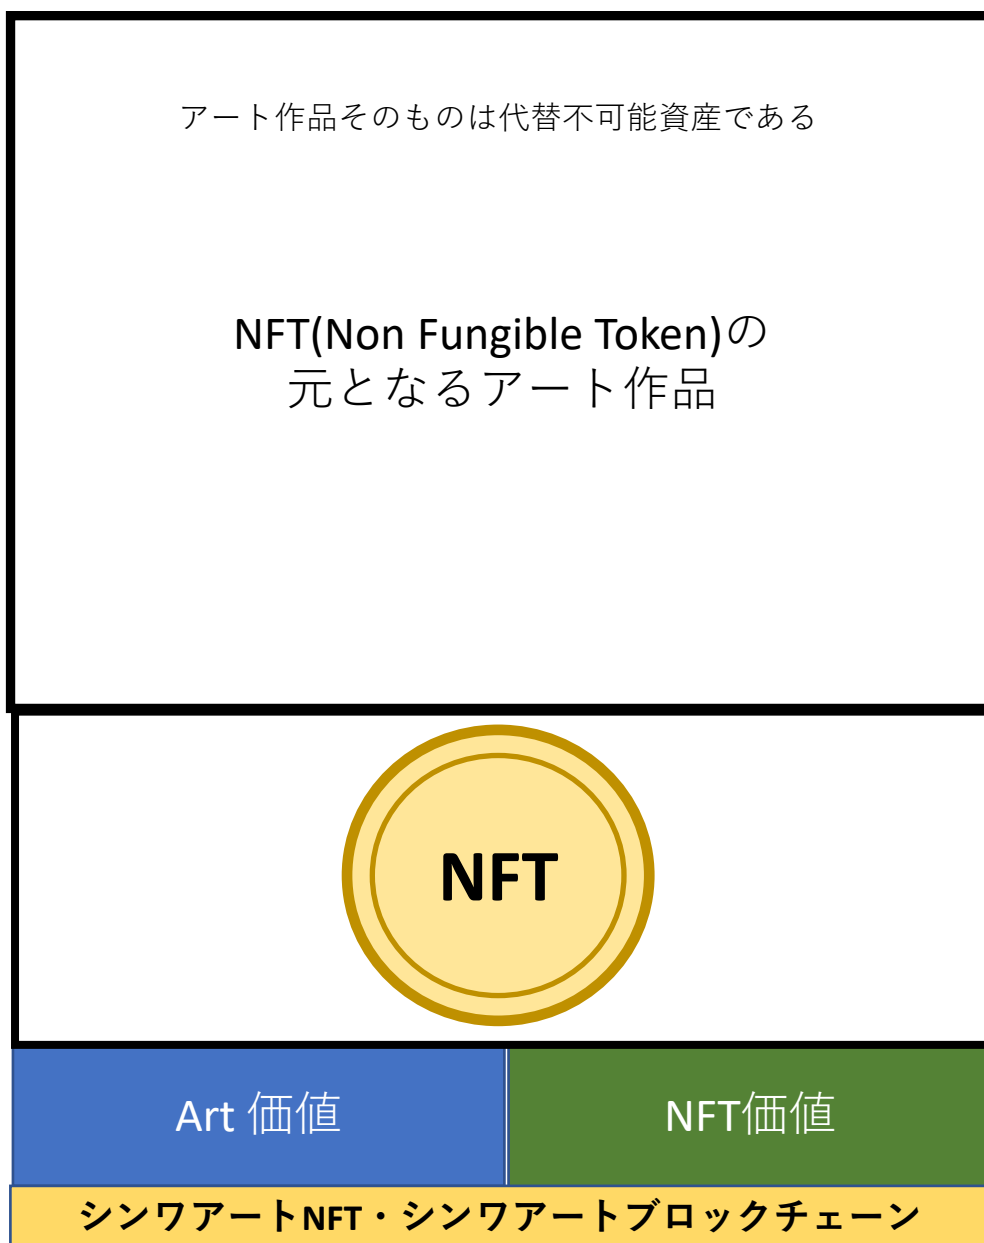 アート作品そのものは代替不可能資産である
NFT(Non Fungible Token)の
元となるアート作品
NFT
Art 価値
NFT価値
シンワアートNFT・シンワアートブロックチェーン